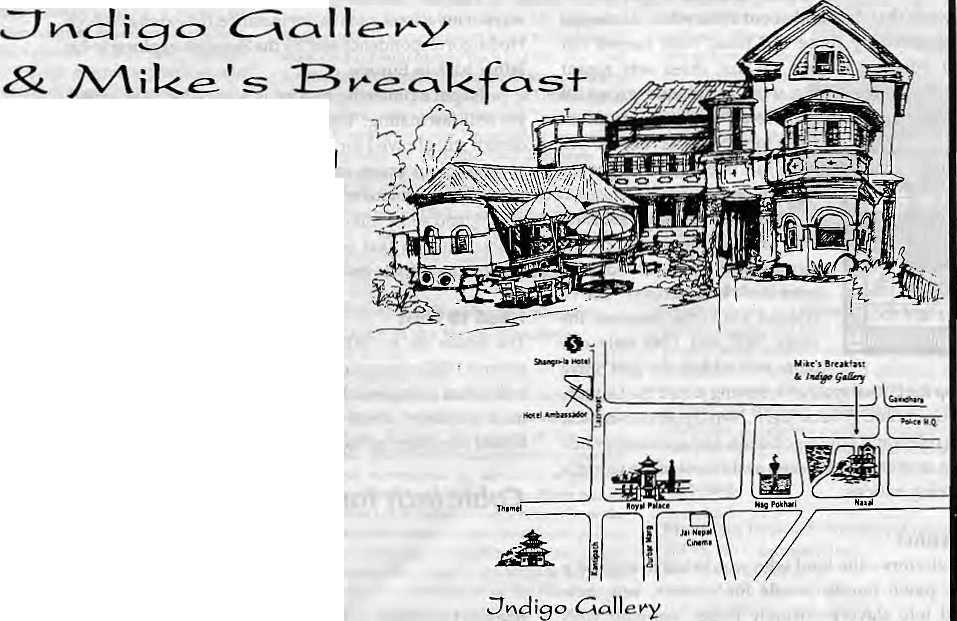 Indigo Gallery
& Mike's Breakfast
Shangri-la Hotel
Mike's Breakfast
& Indigo Gallery
Lazimpat
Gairidhara
Hotel Ambassador
Police H.Q.
Thamel
Royal Palace
Nag Pokhari
Naxal
Jai Nepal
Cinema
Kantipath
Durbar Marg
Indigo Gallery